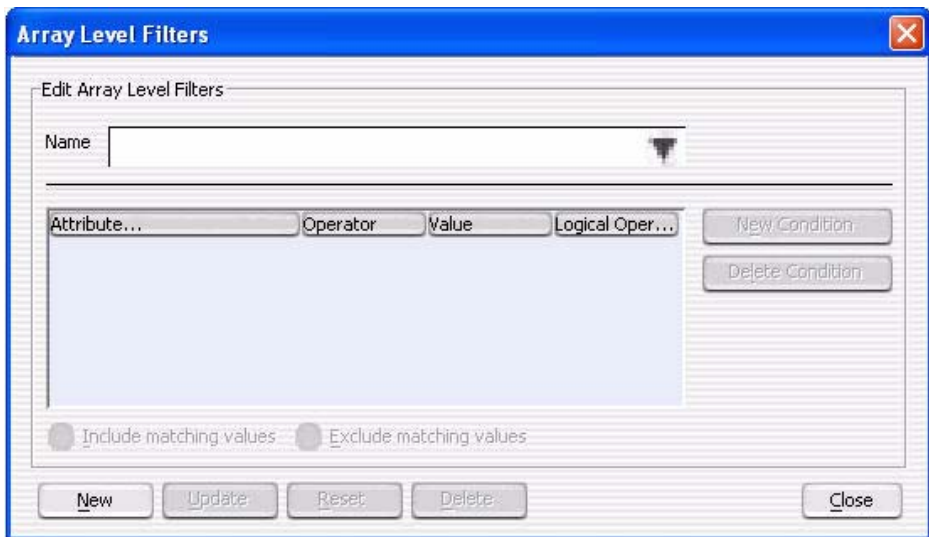 Array Level Filters
Edit Array Level Filters
Name
Attribute... Operator Value Logical Oper...
New Condition
Delete Condition
Include matching values Exclude matching values
New Update Reset Delete Close